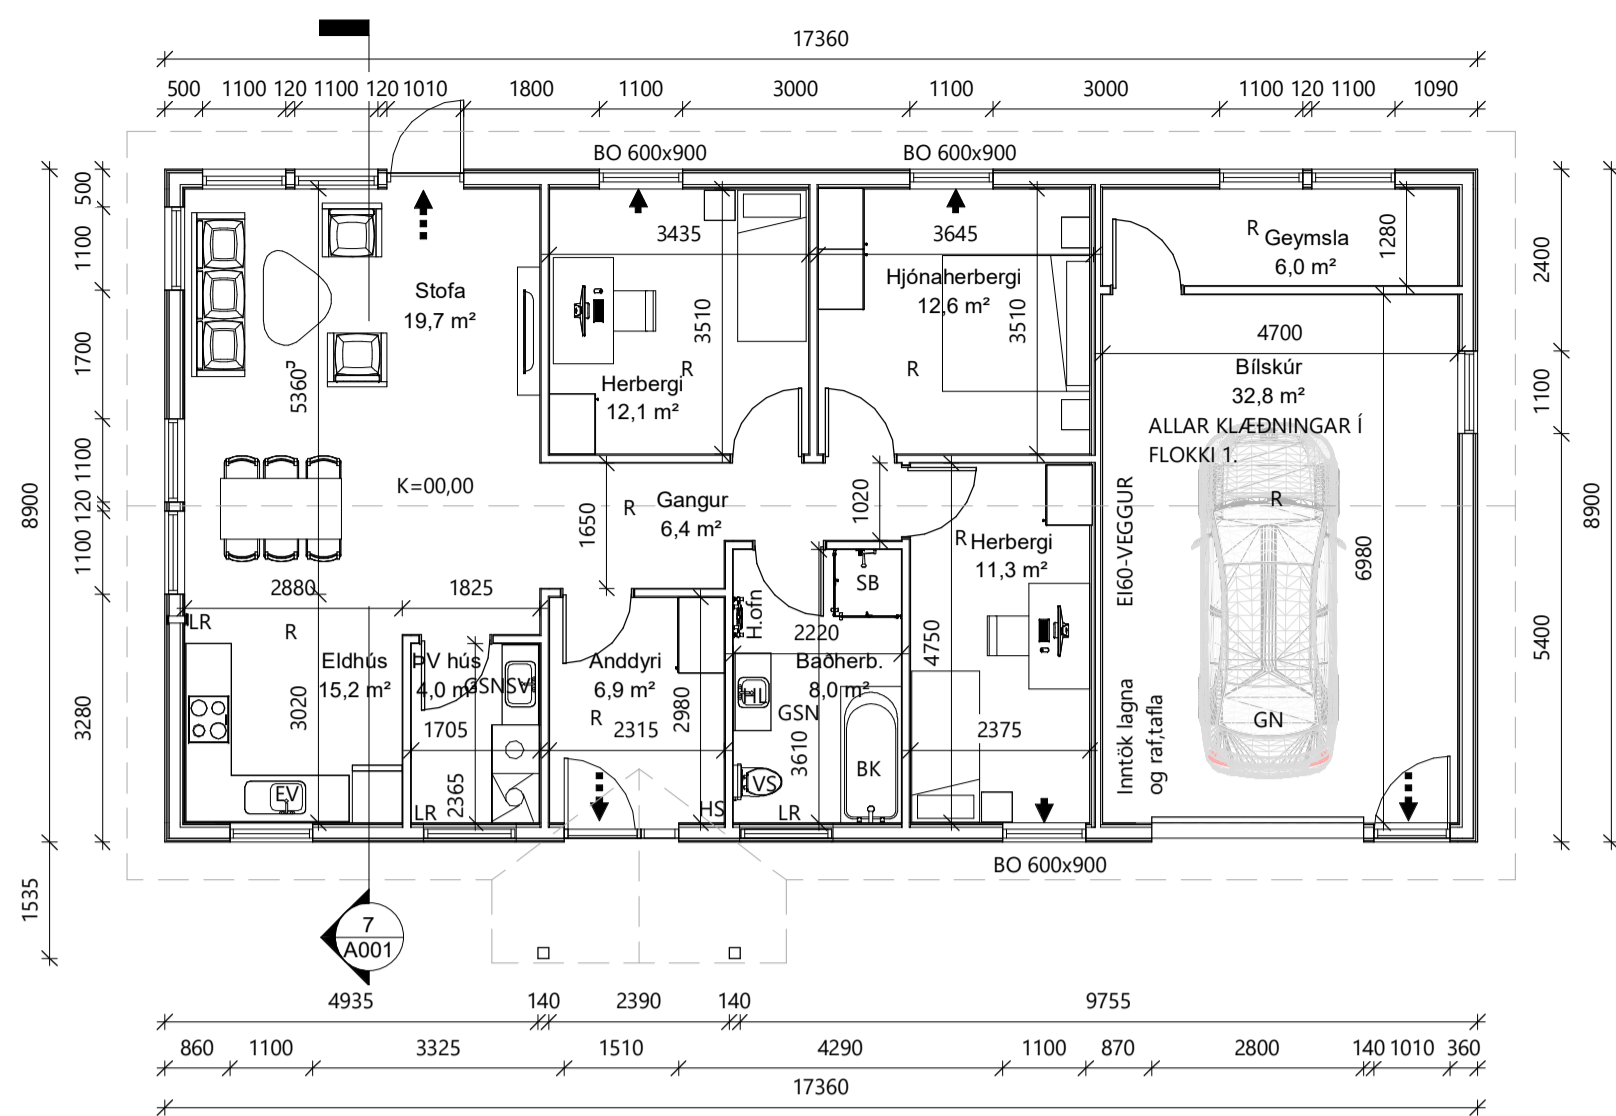 17360
500 1100 120 1100 120 1010 1800 1100 3000 1100 3000 1100 120 1100 1090
BO 600x900 BO 600x900
500
1100
1700
1100
120
1100
3280
8900
1535
2400
1100
5400
8900
Stofa
19,7 m²
5360
K=00,00
3435
3510
R
Herbergi
12,1 m²
3645
Hjónaherbergi
12,6 m²
3510
R
R Geymsla
6,0 m²
1280
4700
Bílskúr
32,8 m²
ALLAR KLÆÐNINGAR Í
FLOKKI 1.
R
EI60-VEGGUR
6980
GN
Inntök lagna
og raf,tafla
R Gangur
6,4 m²
1650
1020
R Herbergi
11,3 m²
4750
2375
2880 1825
LR
R
Eldhús
15,2 m²
3020
EV
ÞV hús
4,0 m²
GSNSV
1705
2365
LR
Anddyri
6,9 m²
R
2315
2980
HS
H.ofn
SB
2220
Baðherb.
8,0 m²
HL
GSN
3610
VS
BK
LR
BO 600x900
7
A001
4935 140 2390 140 9755
860 1100 3325 1510 4290 1100 870 2800 140 1010 360
17360